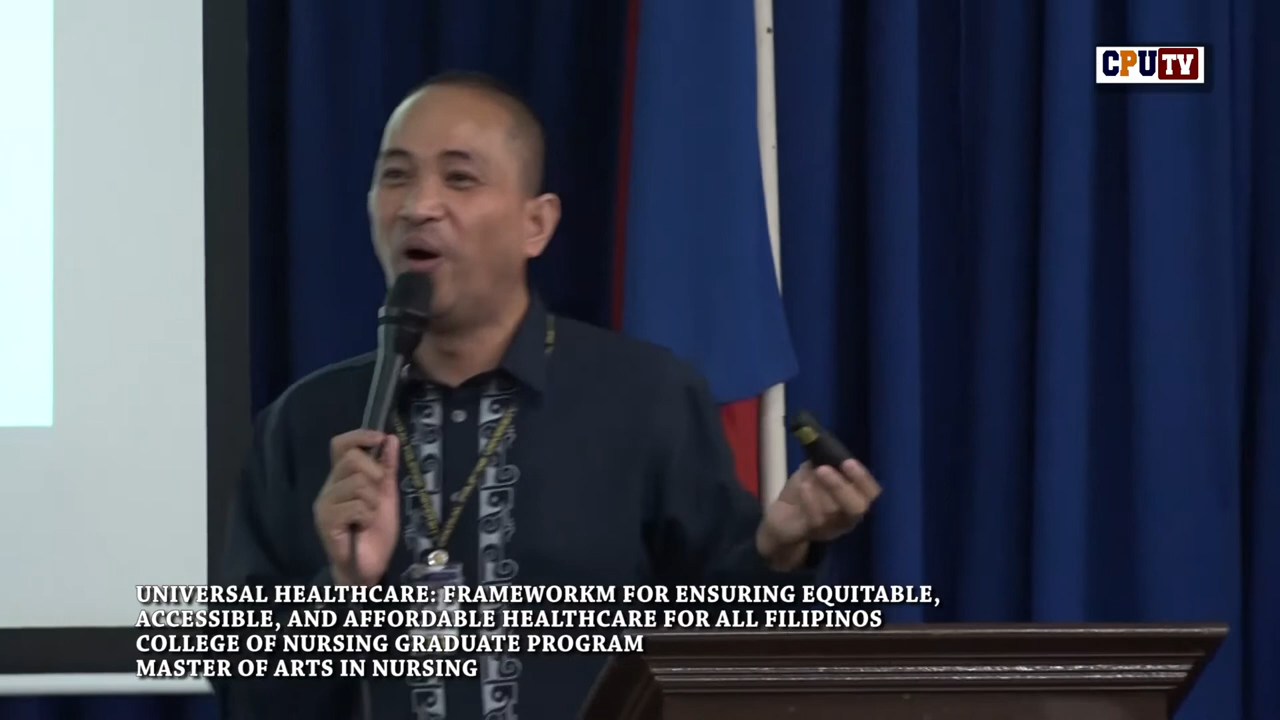 CPUTV
UNIVERSAL HEALTHCARE: FRAMEWORKM FOR ENSURING EQUITABLE,
ACCESSIBLE, AND AFFORDABLE HEALTHCARE FOR ALL FILIPINOS
COLLEGE OF NURSING GRADUATE PROGRAM
MASTER OF ARTS IN NURSING